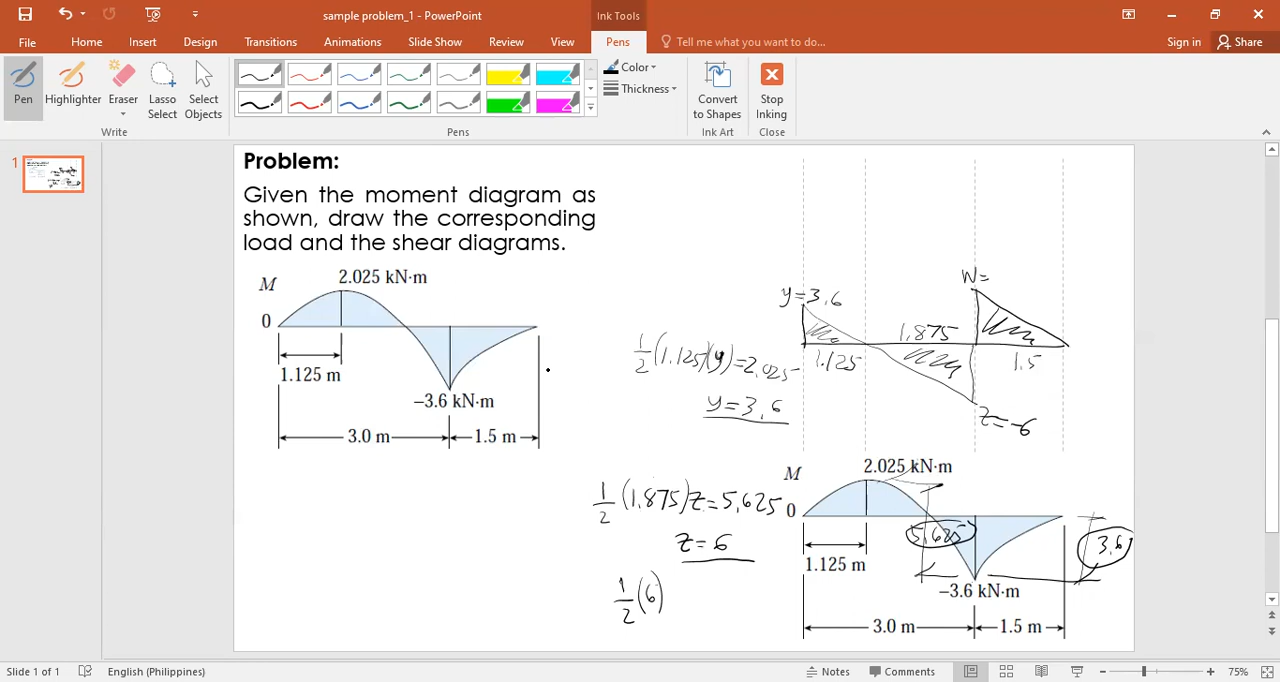 sample_problem_1 - PowerPoint
Ink Tools
File Home Insert Design Transitions Animations Slide Show Review View Pens Tell me what you want to do... Sign in Share
Pen Highlighter Eraser Lasso Select Select Objects
Color
Thickness
Convert to Shapes
Stop Inking
Write Pens Ink Art Close
1
Problem:
Given the moment diagram as
shown, draw the corresponding
load and the shear diagrams.
M
2.025 kN·m
0
1.125 m
−3.6 kN·m
3.0 m
1.5 m
W=
y=3.6
1.875
1.125
1.5
z=-6
1/2 (1.125)(y)=2.025
y=3.6
1/2 (1.875)z=5.625
z=6
1/2 (6)
M
2.025 kN·m
0
5.625
3.6
1.125 m
−3.6 kN·m
3.0 m
1.5 m
Slide 1 of 1 English (Philippines) Notes Comments 75%